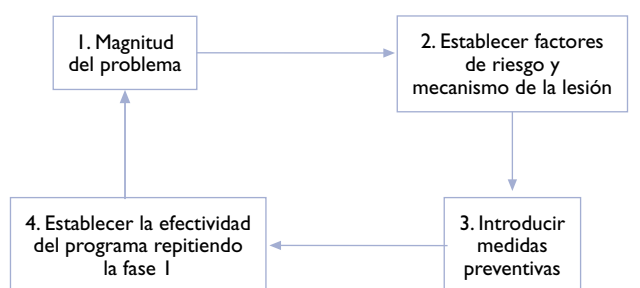 1. Magnitud
del problema
2. Establecer factores
de riesgo y
mecanismo de la lesión
4. Establecer la efectividad
del programa repitiendo
la fase 1
3. Introducir
medidas
preventivas